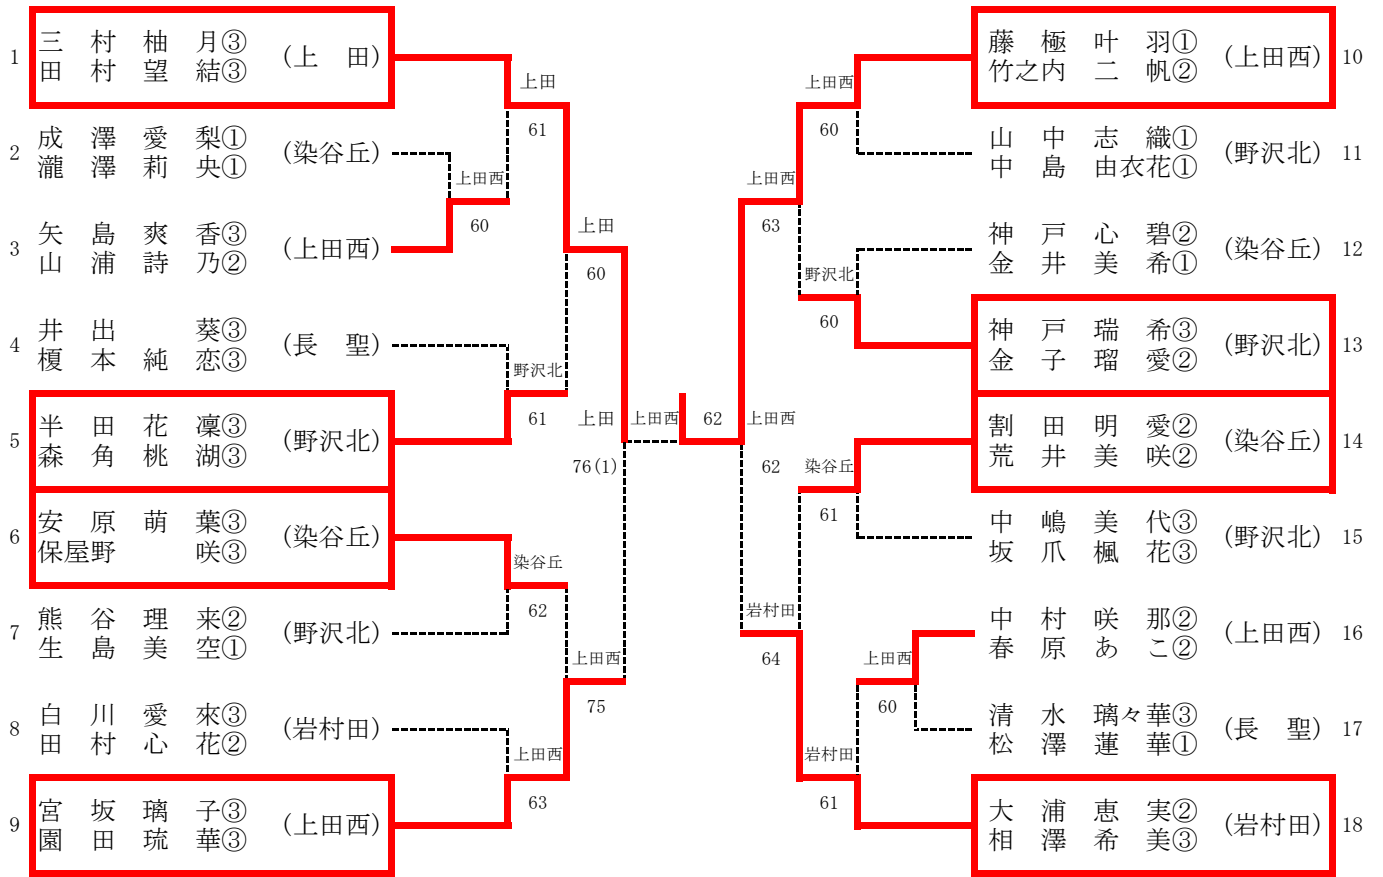 1 三村柚月③ (上田)
田村望結③
2 成澤愛梨① (染谷丘)
瀧澤莉央①
3 矢島爽香③ (上田西)
山浦詩乃②
4 井出葵③ (長聖)
榎本純恋③
5 半田花凜③ (野沢北)
森角桃湖③
6 安原萌葉③ (染谷丘)
保屋野咲③
7 熊谷理来② (野沢北)
生島美空①
8 白川愛來③ (岩村田)
田村心花②
9 宮坂璃子③ (上田西)
園田琉華③
上田
61
上田西
60
上田
60
野沢北
61
上田
76(1)
染谷丘
62
上田西
75
上田西
63
上田西
62
上田西
60
上田西
63
野沢北
60
上田西
62
染谷丘
61
岩村田
64
上田西
60
岩村田
61
藤極叶羽① (上田西) 10
竹之内二帆②
山中志織① (野沢北) 11
中島由衣花①
神戸心碧② (染谷丘) 12
金井美希①
神戸瑞希③ (野沢北) 13
金子瑠愛②
割田明愛② (染谷丘) 14
荒井美咲②
中嶋美代③ (野沢北) 15
坂爪楓花③
中村咲那② (上田西) 16
春原あこ②
清水璃々華③ (長聖) 17
松澤蓮華①
大浦恵実② (岩村田) 18
相澤希美③